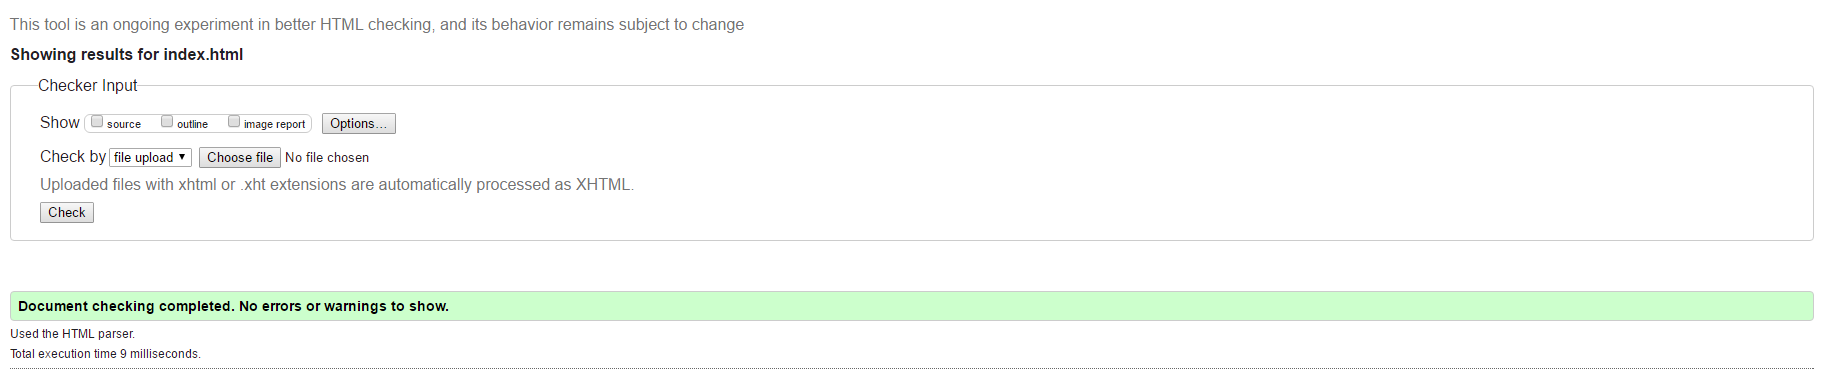 This tool is an ongoing experiment in better HTML checking, and its behavior remains subject to change
Showing results for index.html
Checker Input
Show source outline image report Options...
Check by file upload Choose file No file chosen
Uploaded files with xhtml or .xht extensions are automatically processed as XHTML.
Check
Document checking completed. No errors or warnings to show.
Used the HTML parser.
Total execution time 9 milliseconds.